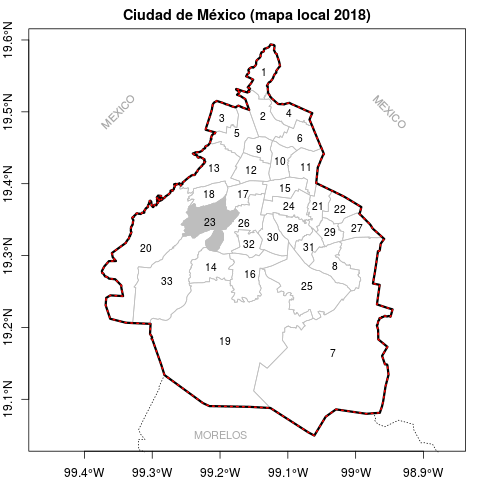 Ciudad de México (mapa local 2018)
19.6°N
19.5°N
19.4°N
19.3°N
19.2°N
19.1°N
MEXICO
MEXICO
1
2
3
4
5
6
9
10
11
12
13
15
17
18
21
22
23
24
26
27
28
29
30
20
32
31
14
8
33
16
25
19
7
MORELOS
99.4°W
99.3°W
99.2°W
99.1°W
99°W
98.9°W